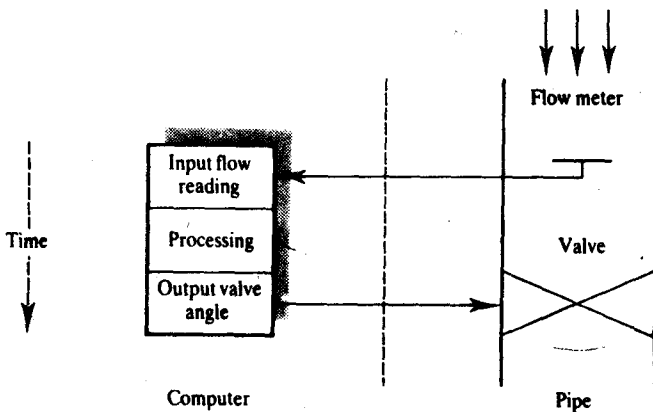 Flow meter
Input flow
reading
Time
Processing
Valve
Output valve
angle
Computer
Pipe